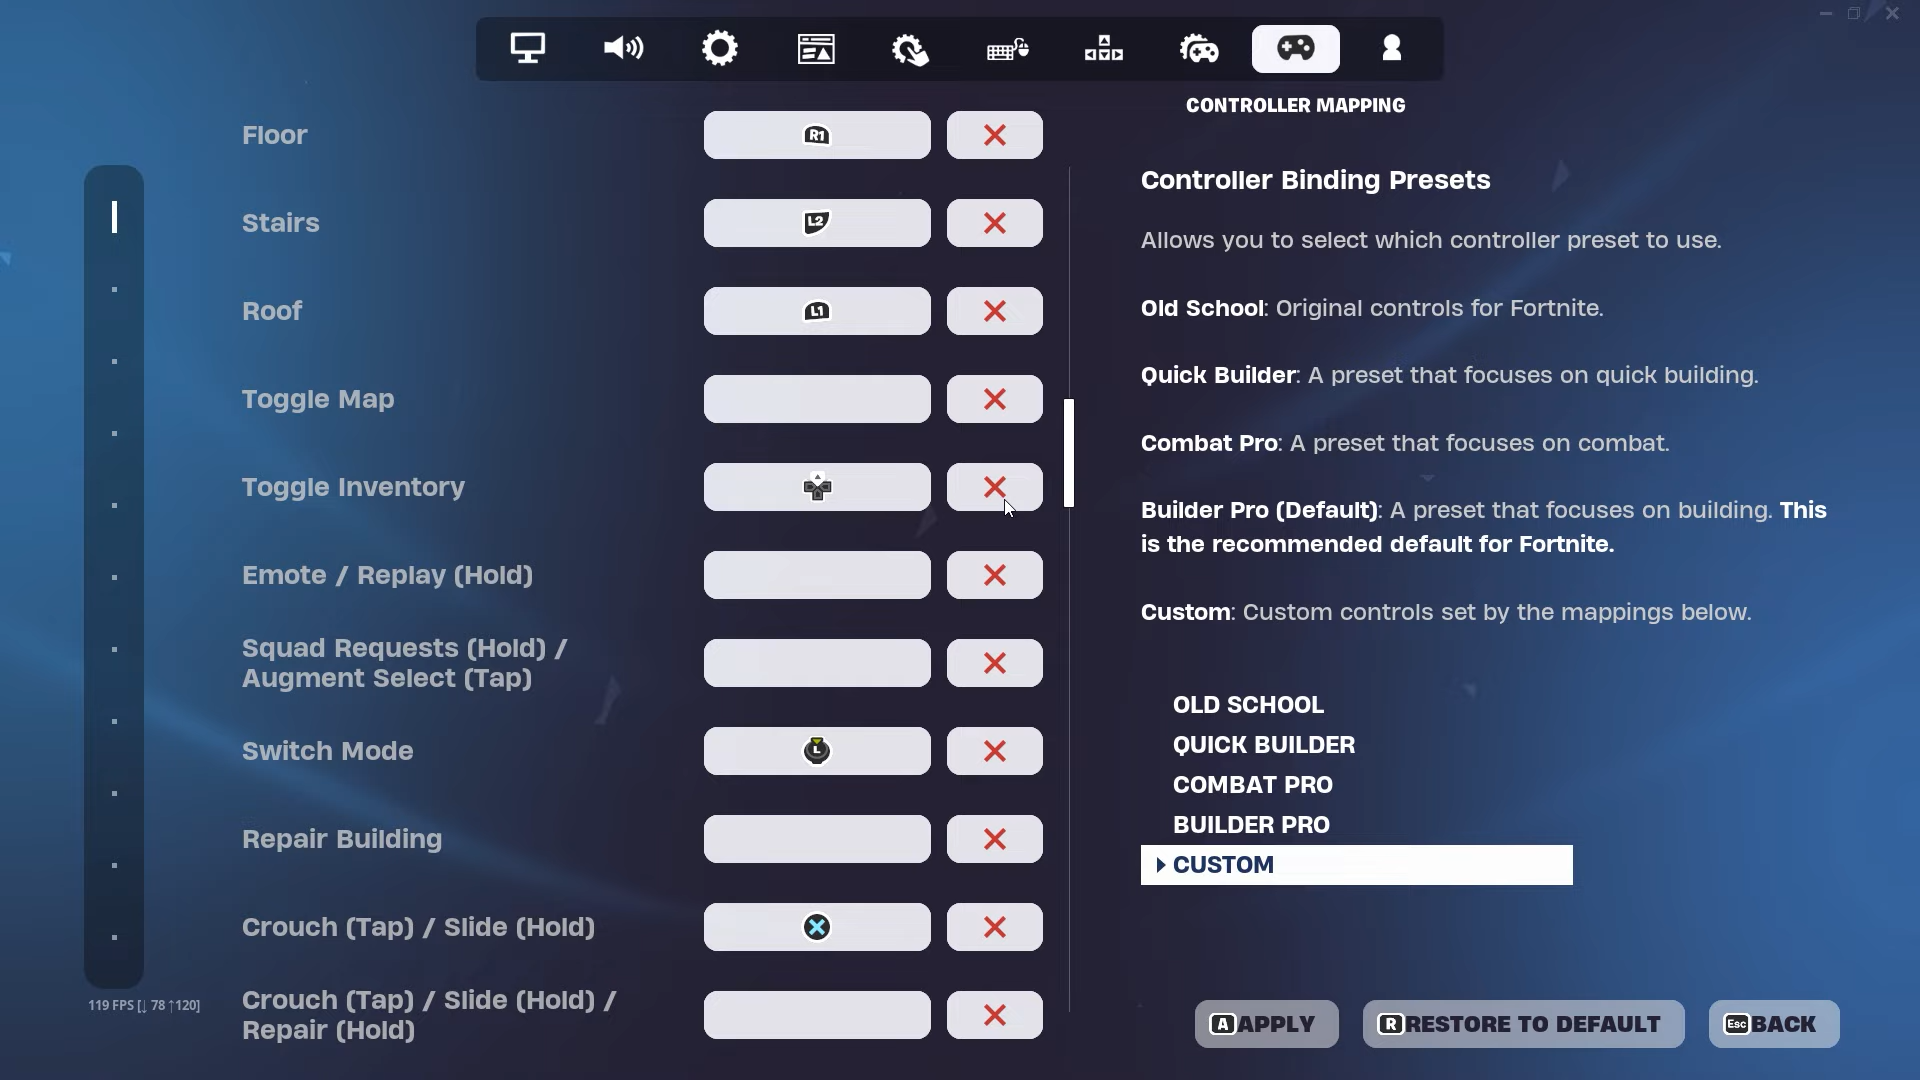 CONTROLLER MAPPING
Floor
R1
Stairs
L2
Roof
L1
Toggle Map
Toggle Inventory
Emote / Replay (Hold)
Squad Requests (Hold) /
Augment Select (Tap)
Switch Mode
L
Repair Building
Crouch (Tap) / Slide (Hold)
Crouch (Tap) / Slide (Hold) /
Repair (Hold)
119 FPS [↓ 78 ↑120]
Controller Binding Presets
Allows you to select which controller preset to use.
Old School: Original controls for Fortnite.
Quick Builder: A preset that focuses on quick building.
Combat Pro: A preset that focuses on combat.
Builder Pro (Default): A preset that focuses on building. This
is the recommended default for Fortnite.
Custom: Custom controls set by the mappings below.
OLD SCHOOL
QUICK BUILDER
COMBAT PRO
BUILDER PRO
CUSTOM
A APPLY
R RESTORE TO DEFAULT
Esc BACK